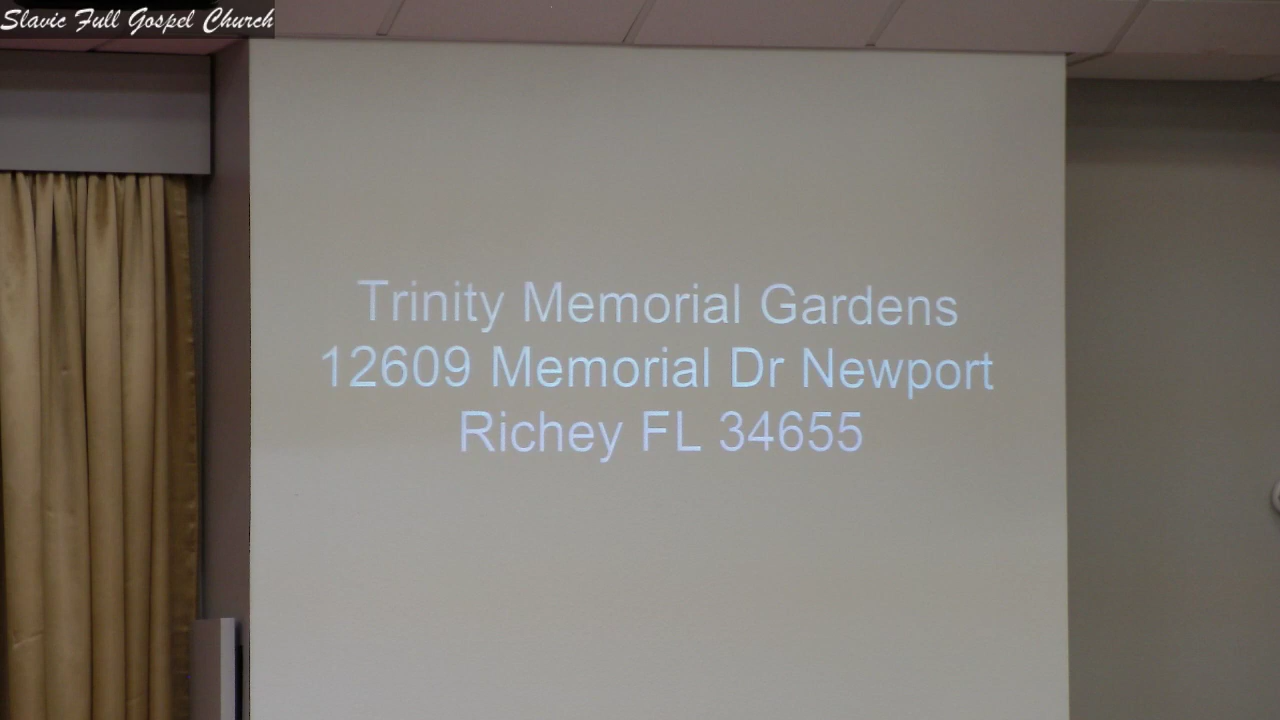 Slavic Full Gospel Church
Trinity Memorial Gardens
12609 Memorial Dr Newport
Richey FL 34655